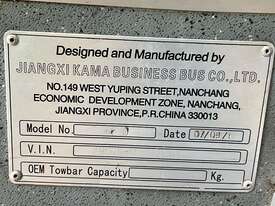 Designed and Manufactured by
JIANGXI KAMA BUSINESS BUS CO.,LTD.
NO.149 WEST YUPING STREET,NANCHANG
ECONOMIC DEVELOPMENT ZONE, NANCHANG,
JIANGXI PROVINCE,P.R.CHINA 330013
Model No. Date
V.I.N.
OEM Towbar Capacity Kg.